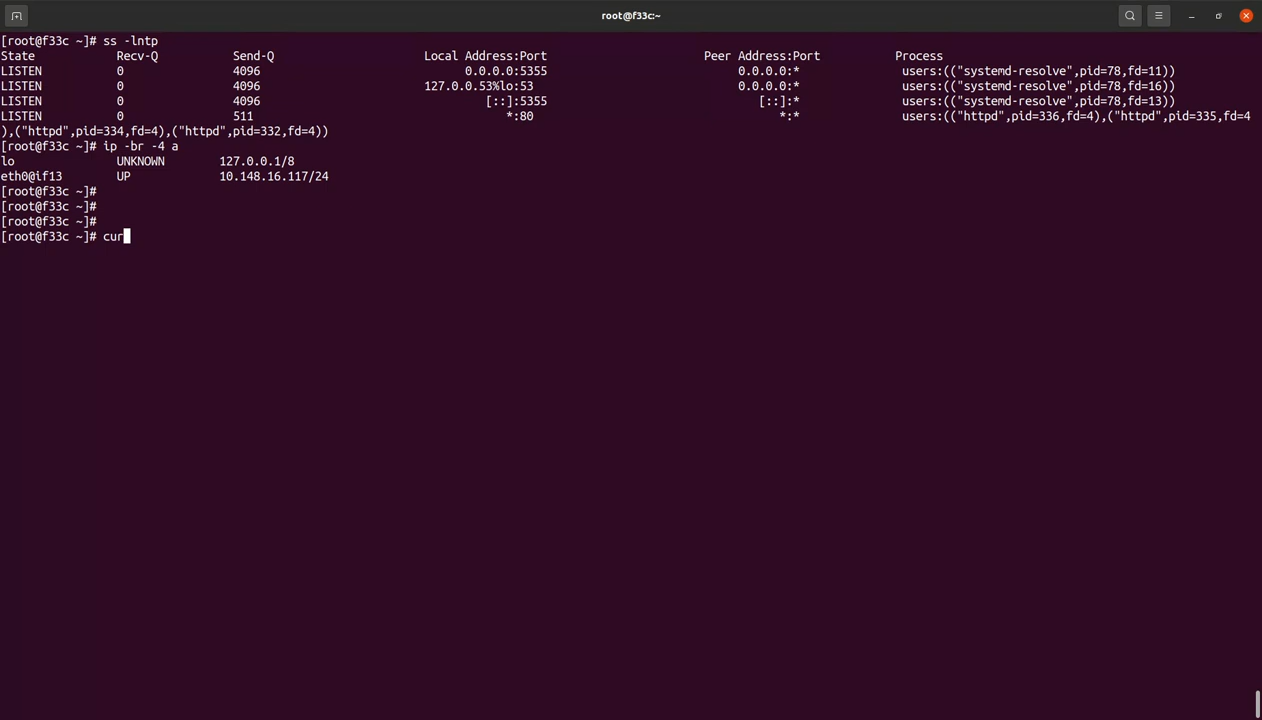 root@f33c:~
[root@f33c ~]# ss -lntp
State Recv-Q Send-Q Local Address:Port Peer Address:Port Process
LISTEN 0 4096 0.0.0.0:5355 0.0.0.0:* users:(("systemd-resolve",pid=78,fd=11))
LISTEN 0 4096 127.0.0.53%lo:53 0.0.0.0:* users:(("systemd-resolve",pid=78,fd=16))
LISTEN 0 4096 [::]:5355 [::]:* users:(("systemd-resolve",pid=78,fd=13))
LISTEN 0 511 *:80 *:* users:(("httpd",pid=336,fd=4),("httpd",pid=335,fd=4
),("httpd",pid=334,fd=4),("httpd",pid=332,fd=4))
[root@f33c ~]# ip -br -4 a
lo UNKNOWN 127.0.0.1/8
eth0@if13 UP 10.148.16.117/24
[root@f33c ~]#
[root@f33c ~]#
[root@f33c ~]#
[root@f33c ~]# cur